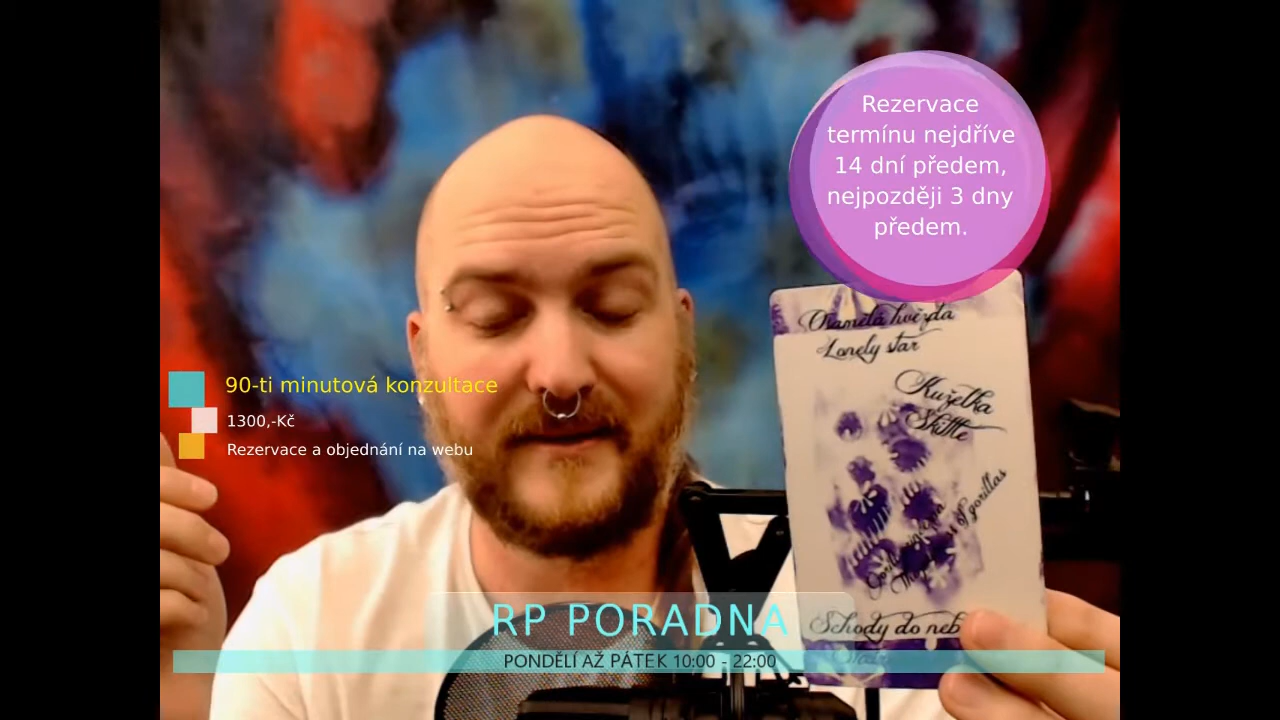 Rezervace
termínu nejdříve
14 dní předem,
nejpozději 3 dny
předem.
Osamělá hvězda
Lonely star
Kuželka
Skittle
90-ti minutová konzultace
1300,-Kč
Rezervace a objednání na webu
of gorillas
Schody do neb
RP PORADNA
PONDĚLÍ AŽ PÁTEK 10:00 - 22:00